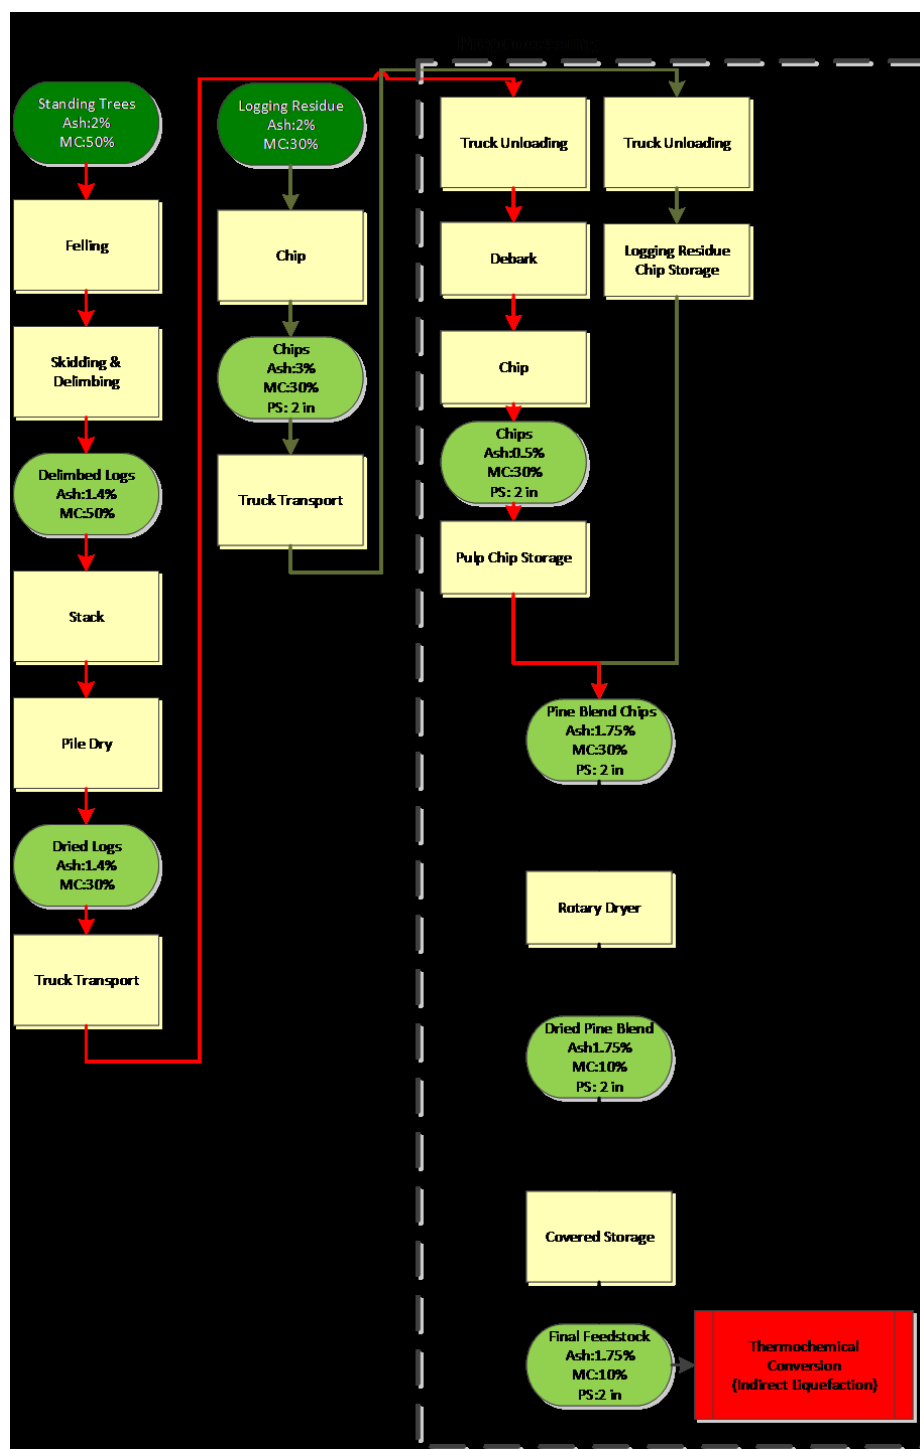 Standing Trees
Ash:2%
MC:50%
Felling
Skidding &
Delimbing
Delimbed Logs
Ash:1.4%
MC:50%
Stack
Pile Dry
Dried Logs
Ash:1.4%
MC:30%
Truck Transport
Logging Residue
Ash:2%
MC:30%
Chip
Chips
Ash:3%
MC:30%
PS: 2 in
Truck Transport
Truck Unloading
Debark
Chip
Chips
Ash:0.5%
MC:30%
PS: 2 in
Pulp Chip Storage
Truck Unloading
Logging Residue
Chip Storage
Pine Blend Chips
Ash:1.75%
MC:30%
PS: 2 in
Rotary Dryer
Dried Pine Blend
Ash1.75%
MC:10%
PS: 2 in
Covered Storage
Final Feedstock
Ash:1.75%
MC:10%
PS:2 in
Thermochemical
Conversion
(Indirect Liquefaction)